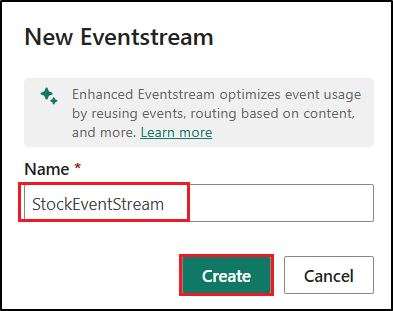 New Eventstream
Enhanced Eventstream optimizes event usage
by reusing events, routing based on content,
and more. Learn more
Name *
StockEventStream
Create Cancel